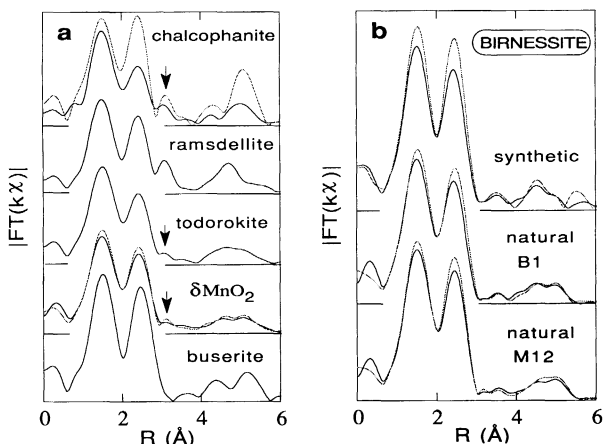 a
chalcophanite
ramsdellite
todorokite
δMnO2
buserite
|FT(kχ)|
0 2 4 6
R (Å)
b
BIRNESSITE
synthetic
natural
B1
natural
M12
|FT(kχ)|
0 2 4 6
R (Å)